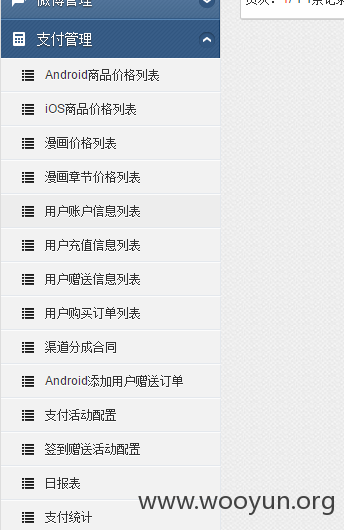 微博管理
支付管理
Android商品价格列表
iOS商品价格列表
漫画价格列表
漫画章节价格列表
用户账户信息列表
用户充值信息列表
用户赠送信息列表
用户购买订单列表
渠道分成合同
Android添加用户赠送订单
支付活动配置
签到赠送活动配置
日报表
支付统计
www.wooyun.org